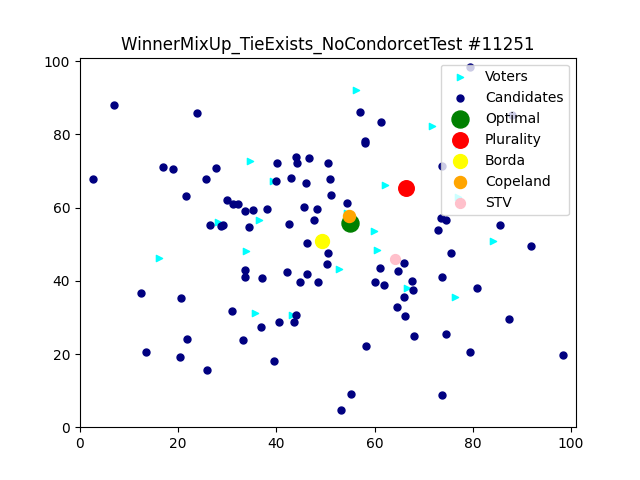 WinnerMixUp_TieExists_NoCondorcetTest #11251
100
80
60
40
20
0
0 20 40 60 80 100
Voters
Candidates
Optimal
Plurality
Borda
Copeland
STV